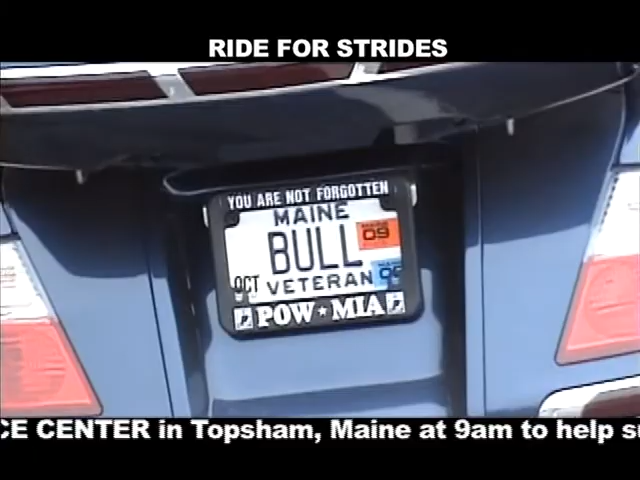 RIDE FOR STRIDES
YOU ARE NOT FORGOTTEN
MAINE
BULL
09
OCT VETERAN
POW ★ MIA
CE CENTER in Topsham, Maine at 9am to help su